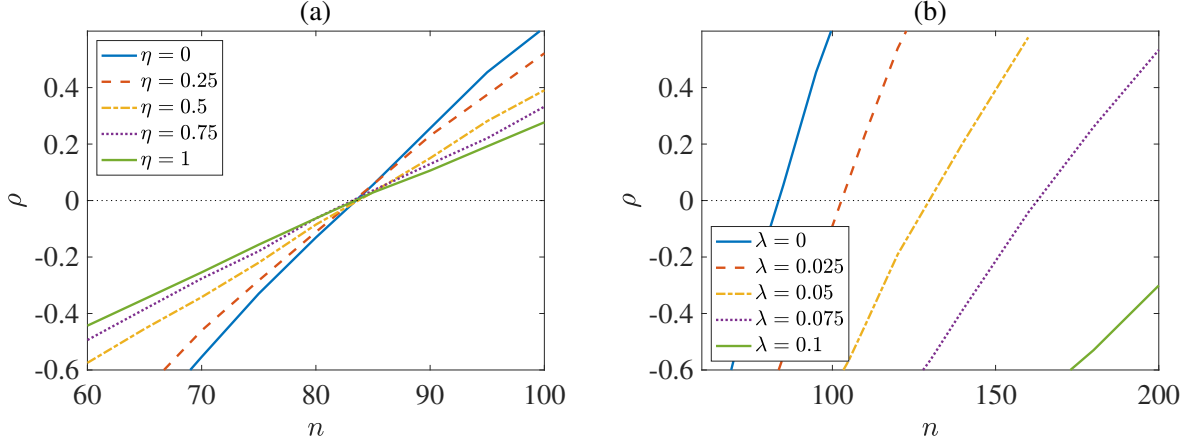 (a)
η = 0
η = 0.25
η = 0.5
η = 0.75
η = 1
0.4
0.2
0
-0.2
-0.4
-0.6
ρ
60 70 80 90 100
n
(b)
0.4
0.2
0
-0.2
-0.4
-0.6
ρ
λ = 0
λ = 0.025
λ = 0.05
λ = 0.075
λ = 0.1
100 150 200
n